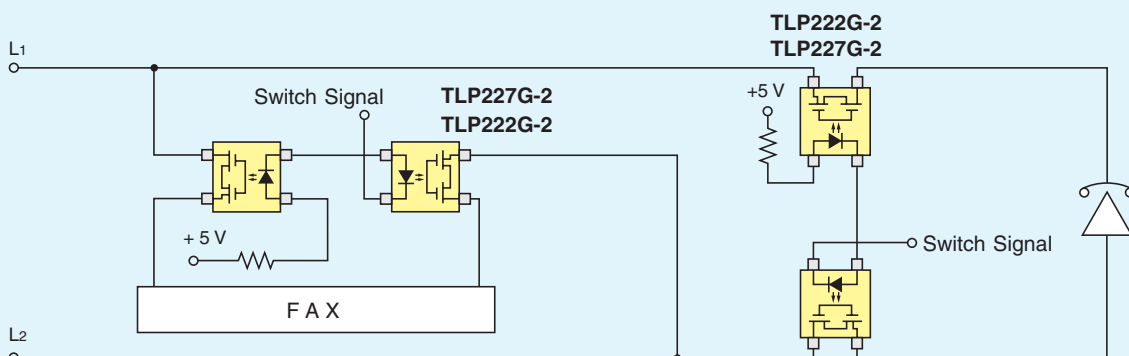 TLP222G-2
TLP227G-2
L1
Switch Signal
TLP227G-2
TLP222G-2
+5 V
+ 5 V
Switch Signal
F A X
L2